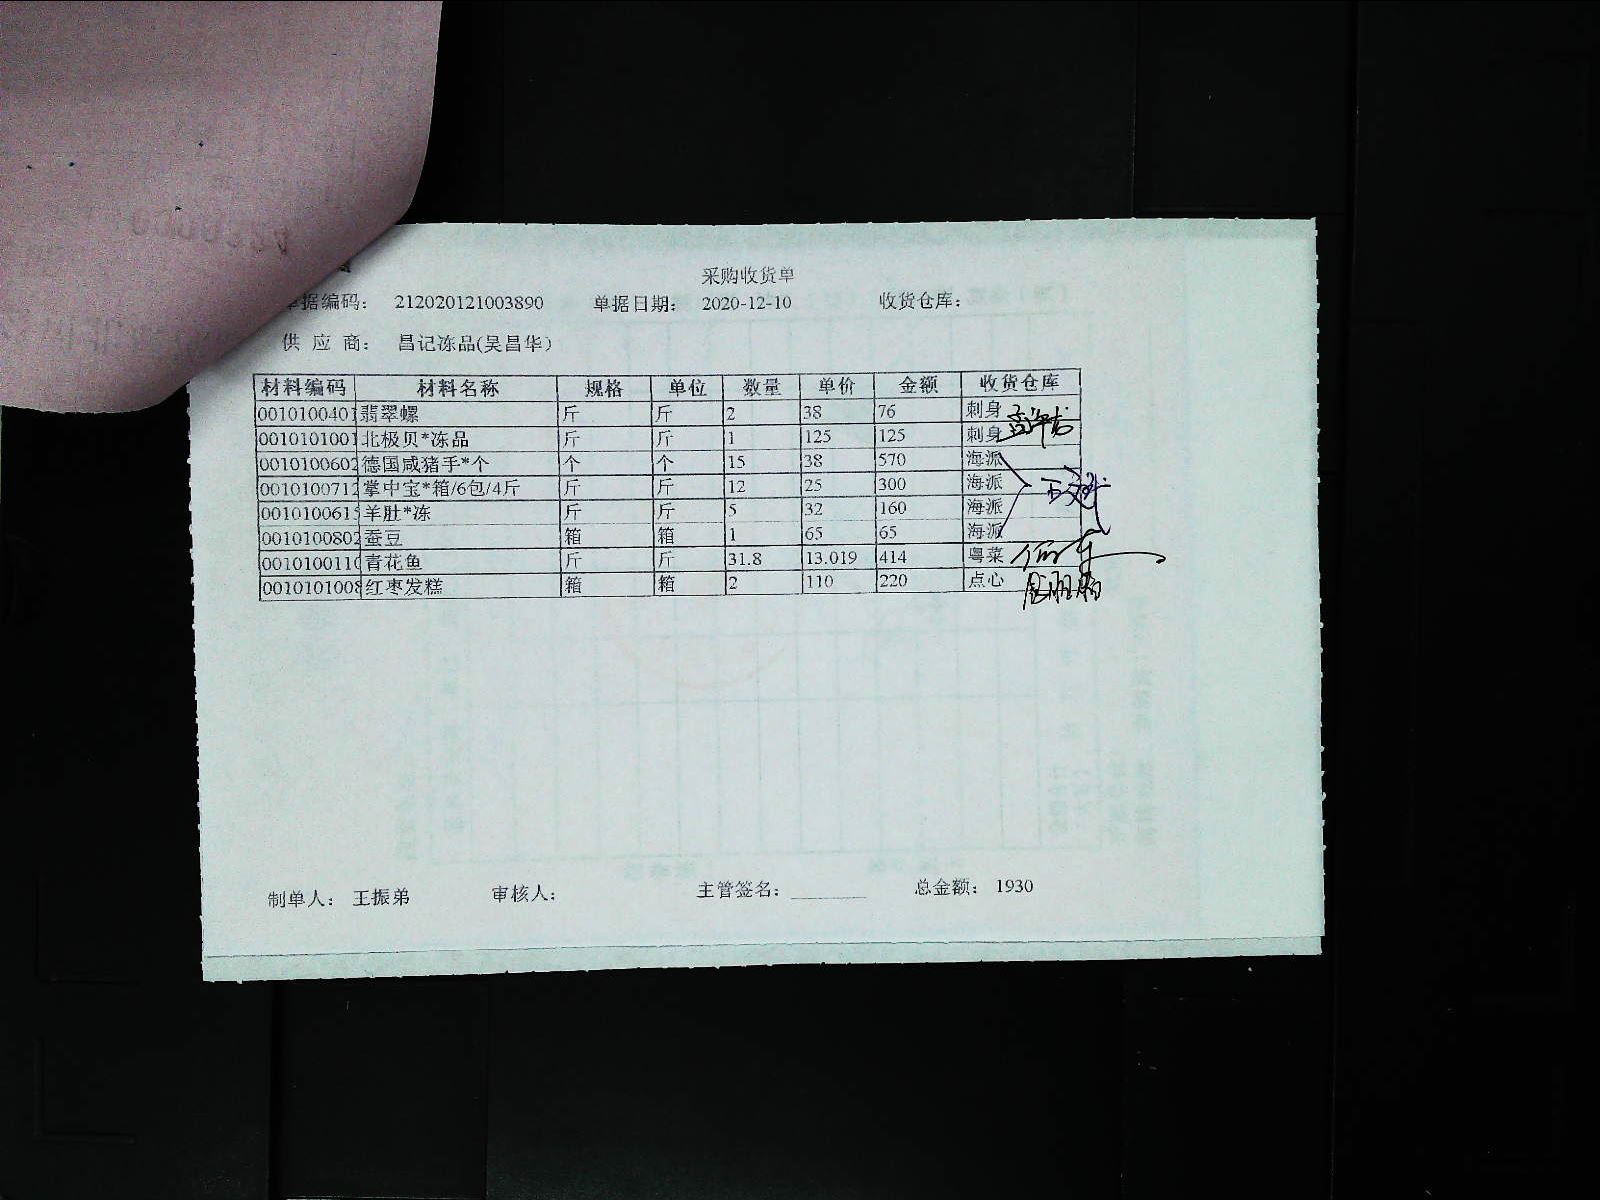 采购收货单
单据编码: 212020121003890 单据日期: 2020-12-10 收货仓库:
供 应 商: 昌记冻品(吴昌华)
材料编码 材料名称 规格 单位 数量 单价 金额 收货仓库
0010100401 翡翠螺 斤 斤 2 38 76 刺身
0010101001 北极贝*冻品 斤 斤 1 125 125 刺身
0010100602 德国咸猪手*个 个 个 15 38 570 海派
0010100712 掌中宝*箱/6包/4斤 斤 斤 12 25 300 海派
0010100615 羊肚*冻 斤 斤 5 32 160 海派
0010100802 蚕豆 箱 箱 1 65 65 海派
0010100110 青花鱼 斤 斤 31.8 13.019 414 粤菜
0010101008 红枣发糕 箱 箱 2 110 220 点心
制单人: 王振弟 审核人: 主管签名: 总金额: 1930